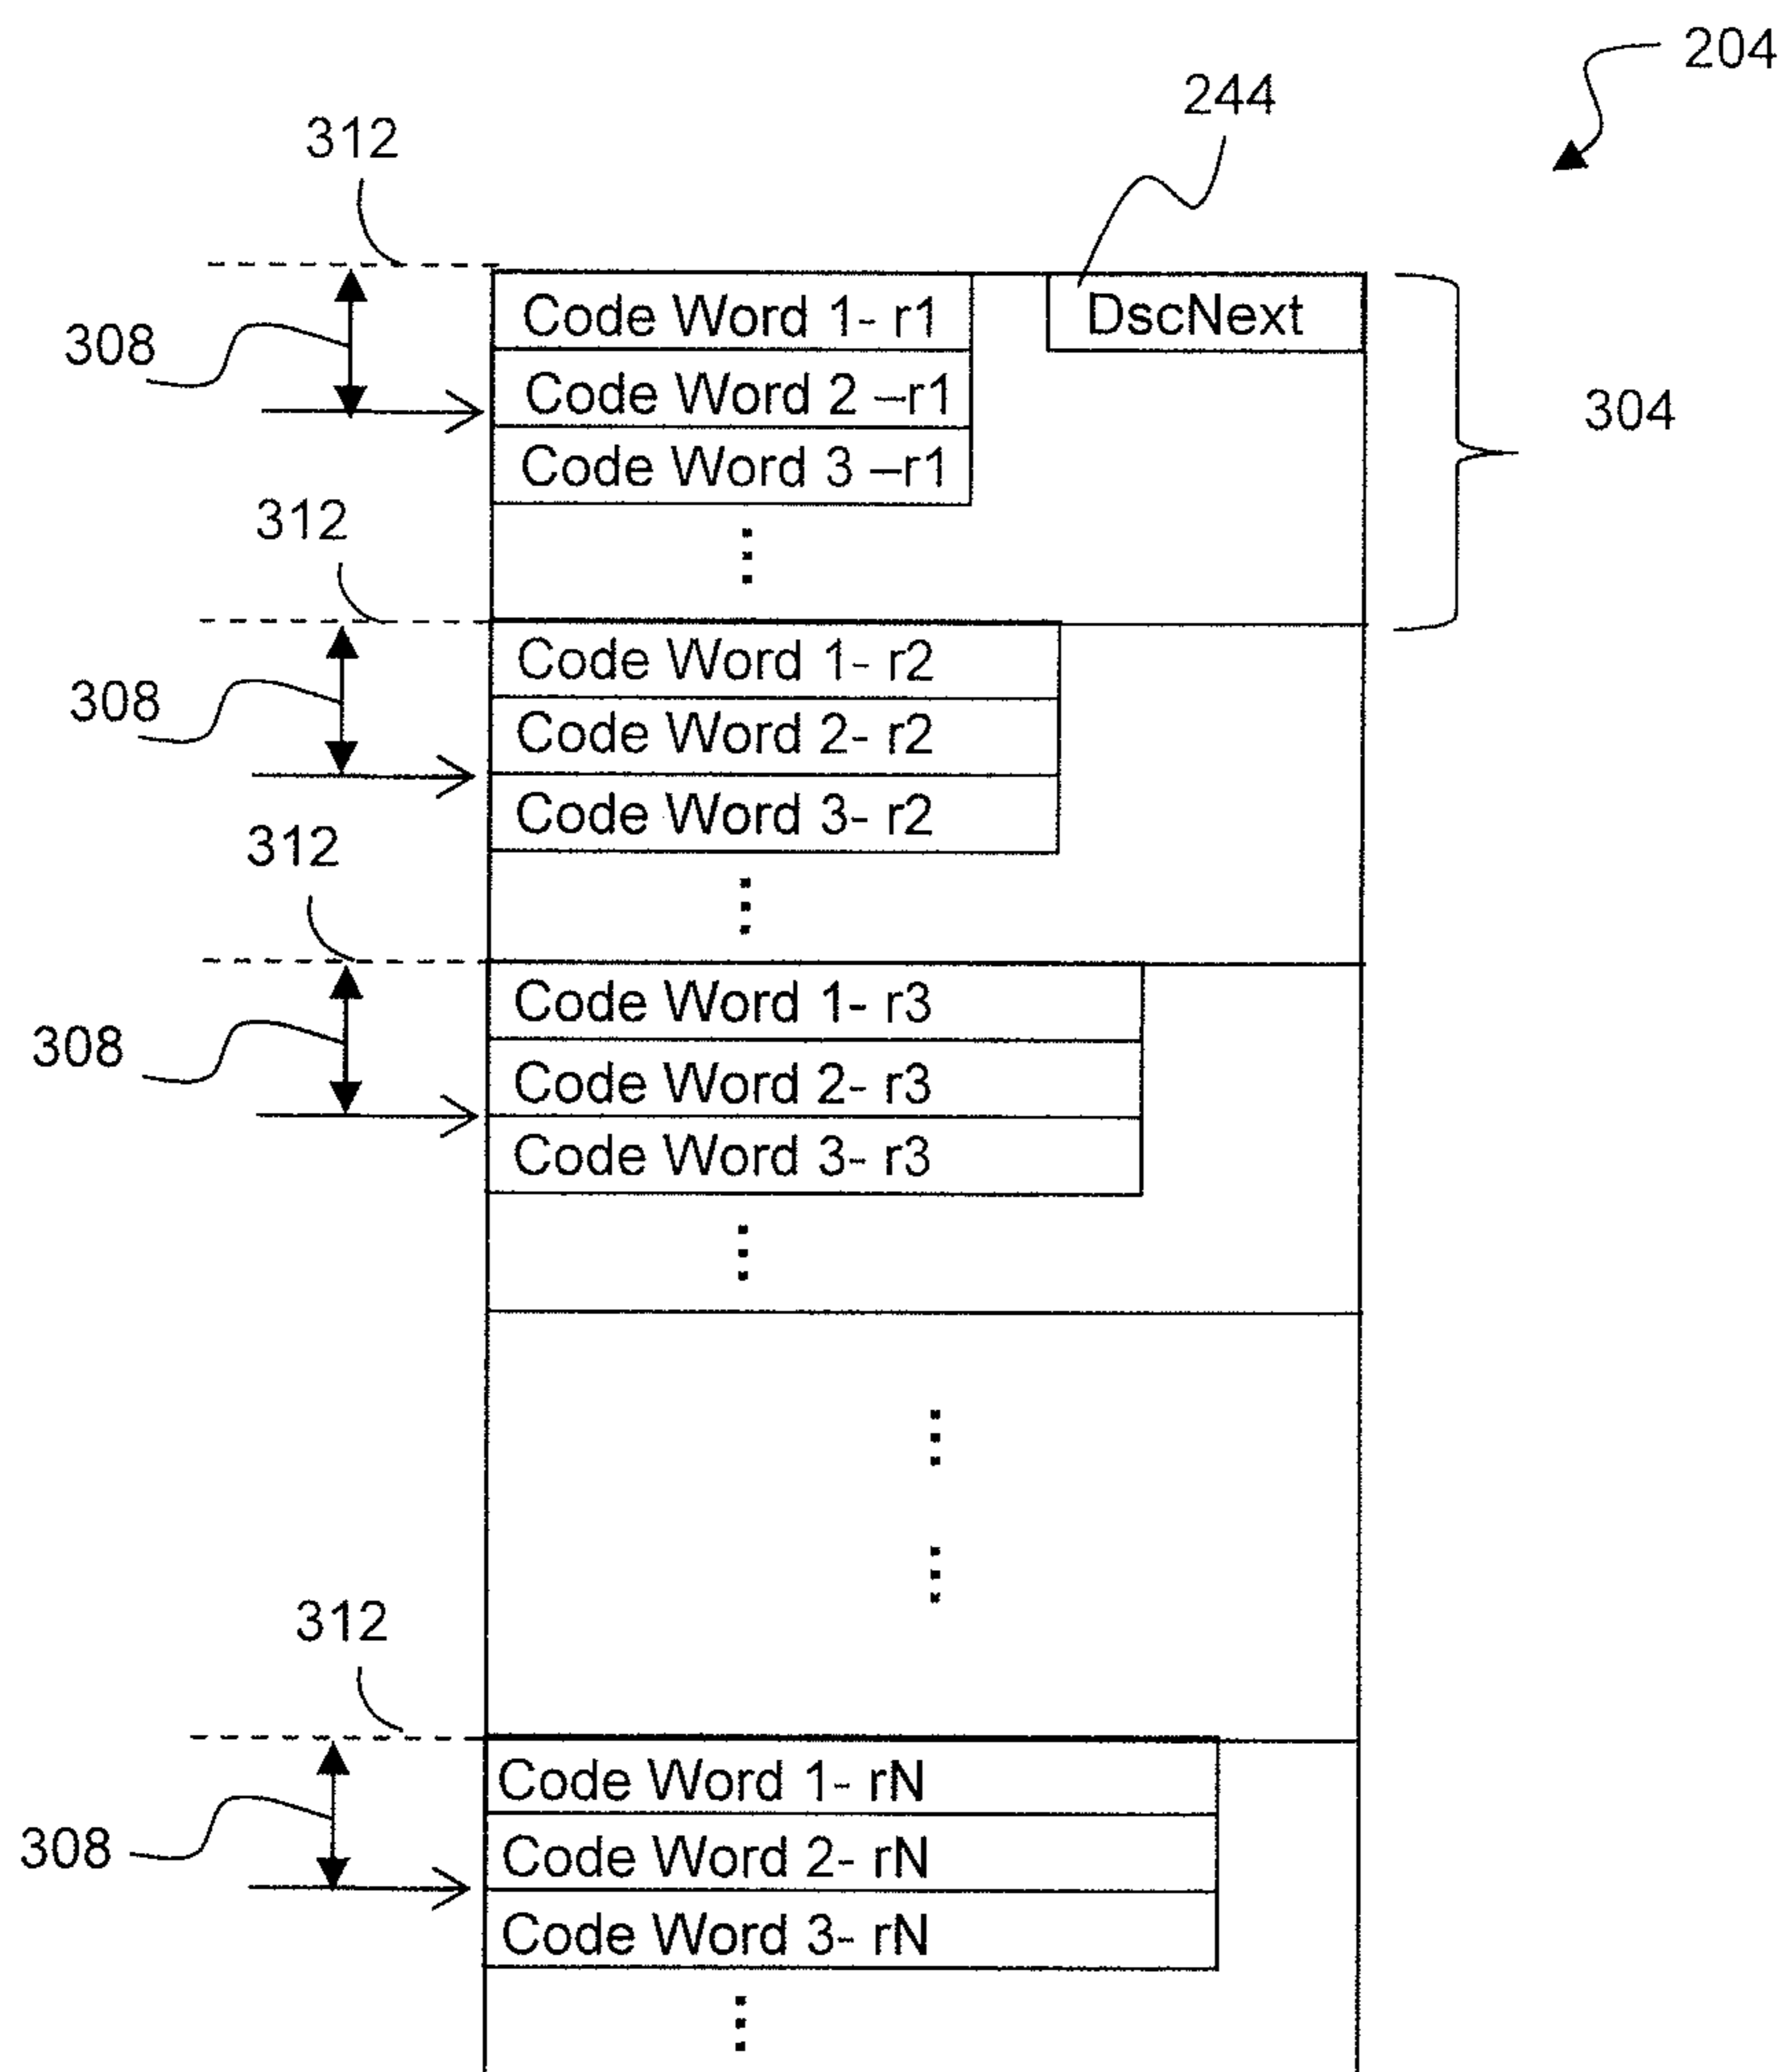 204
244
312
Code Word 1- r1
DscNext
308
Code Word 2 –r1
304
Code Word 3 –r1
312
Code Word 1- r2
308
Code Word 2- r2
Code Word 3- r2
312
Code Word 1- r3
308
Code Word 2- r3
Code Word 3- r3
312
Code Word 1- rN
308
Code Word 2- rN
Code Word 3- rN